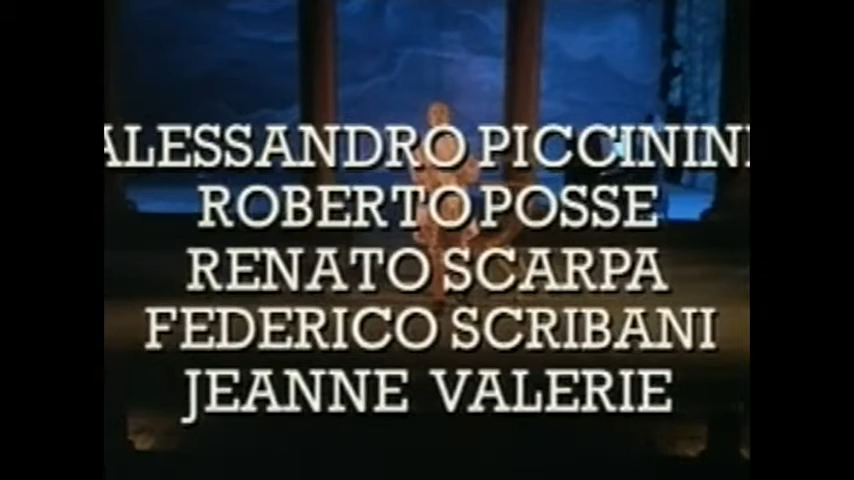 ALESSANDRO PICCININI
ROBERTO POSSE
RENATO SCARPA
FEDERICO SCRIBANI
JEANNE VALERIE